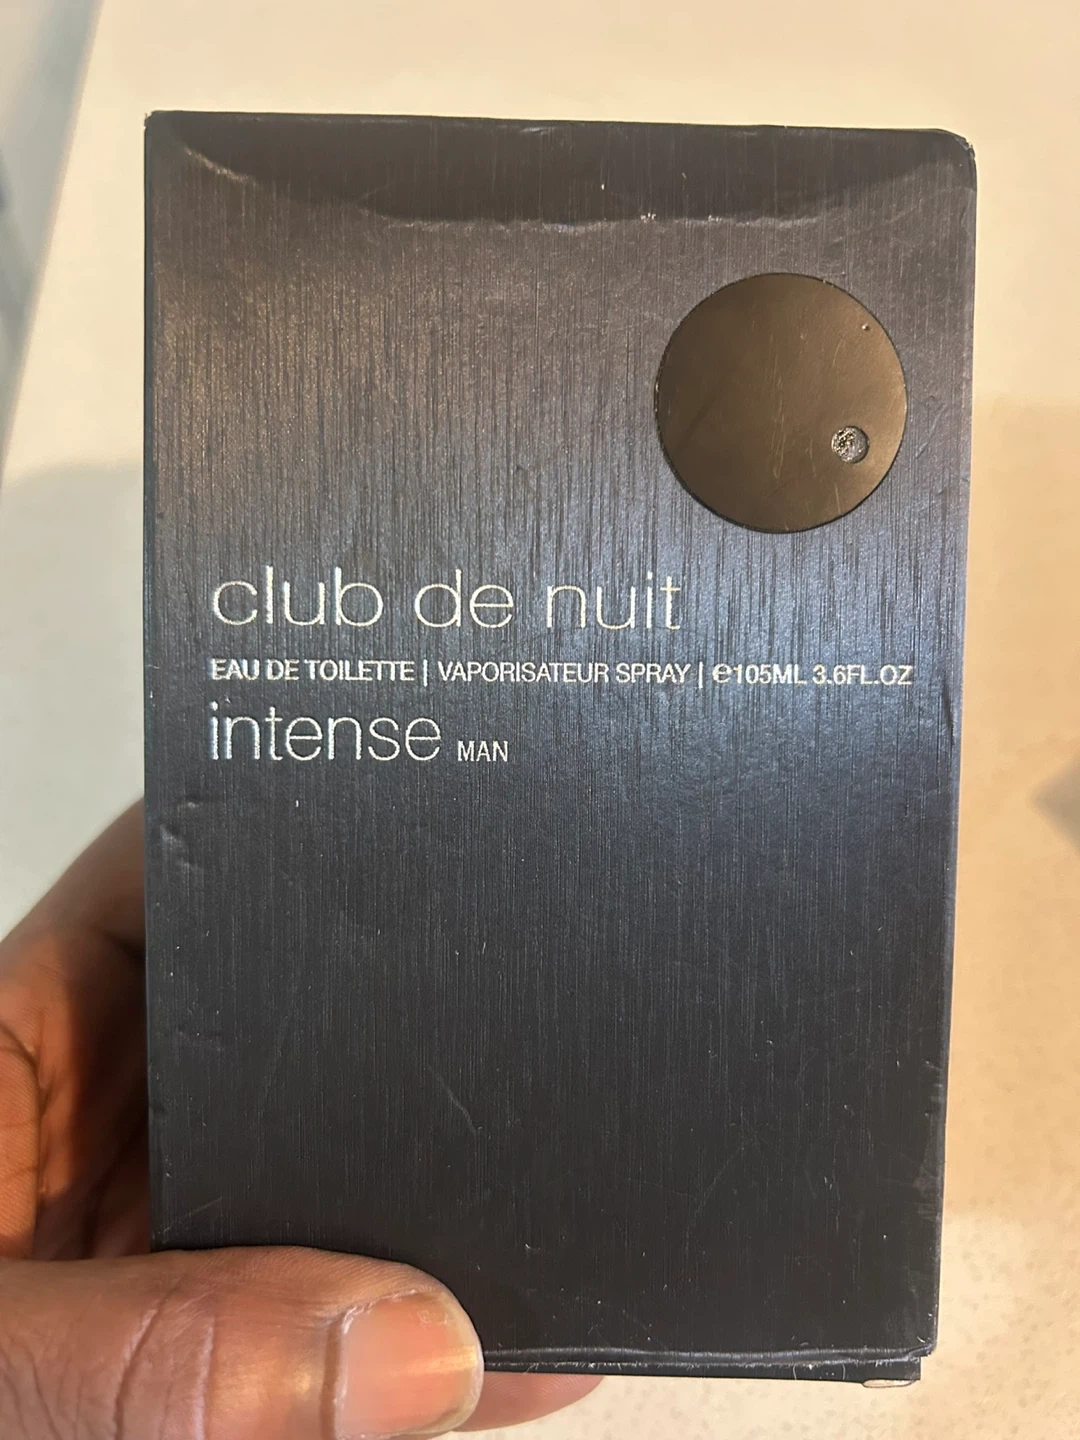 club de nuit
EAU DE TOILETTE | VAPORISATEUR SPRAY | ℮105ML 3.6FL.OZ
intense MAN